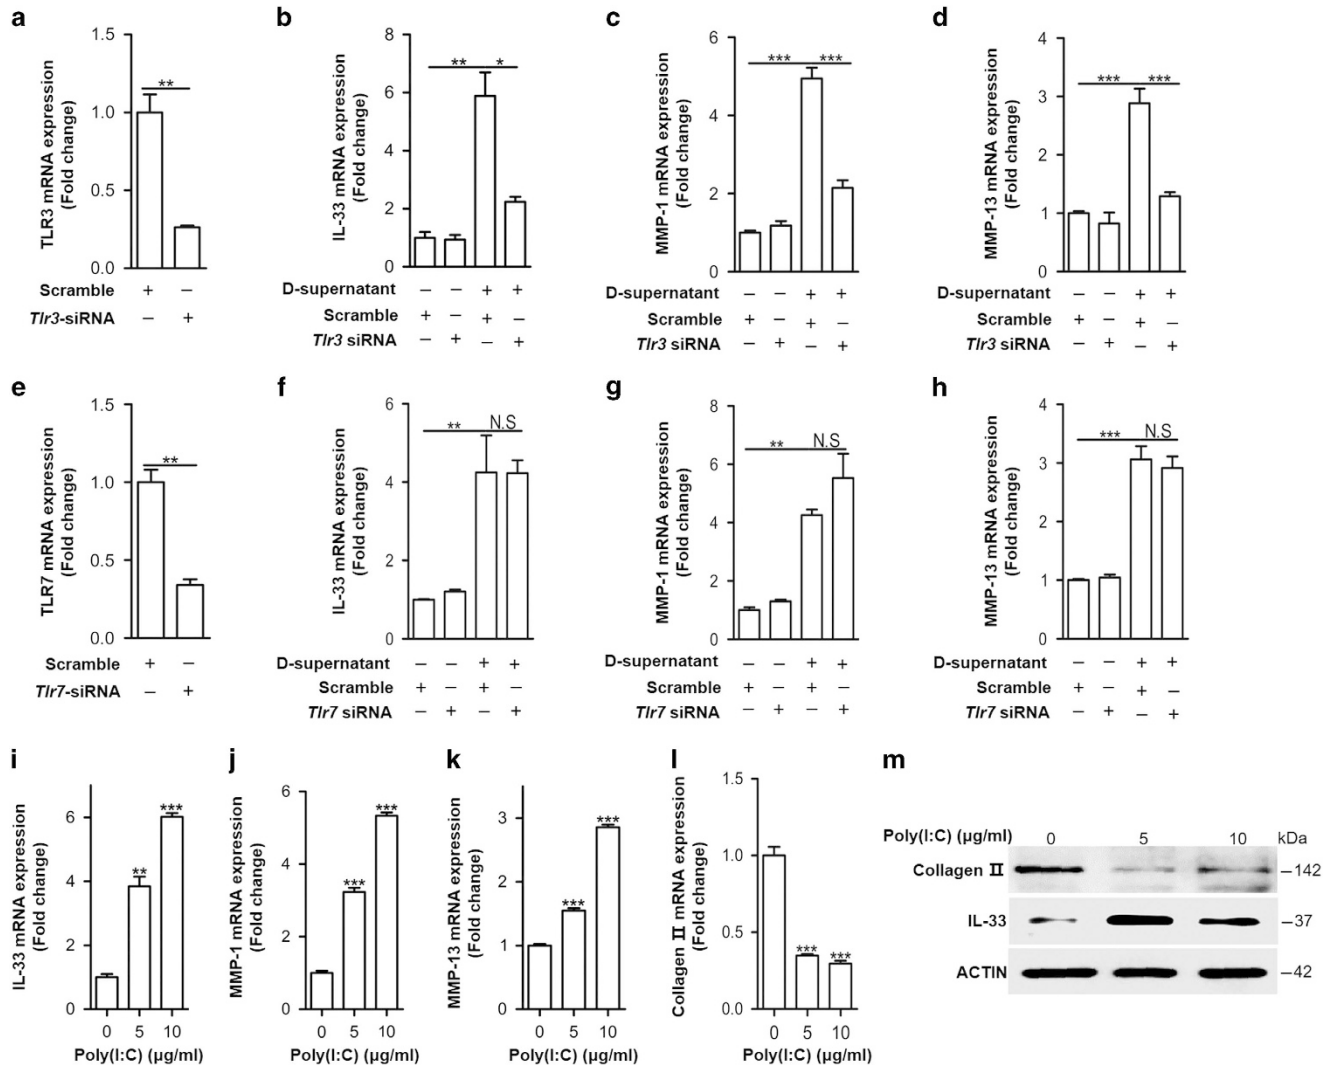 a
TLR3 mRNA expression
(Fold change)
1.5
1.0
0.5
0.0
**
Scramble + –
Tlr3-siRNA – +
b
IL-33 mRNA expression
(Fold change)
8
6
4
2
0
** *
D-supernatant – – + +
Scramble + – + –
Tlr3 siRNA – + – +
c
MMP-1 mRNA expression
(Fold change)
6
4
2
0
*** ***
D-supernatant – – + +
Scramble + – + –
Tlr3 siRNA – + – +
d
MMP-13 mRNA expression
(Fold change)
4
3
2
1
0
*** ***
D-supernatant – – + +
Scramble + – + –
Tlr3 siRNA – + – +
e
TLR7 mRNA expression
(Fold change)
1.5
1.0
0.5
0.0
**
Scramble + –
Tlr7-siRNA – +
f
IL-33 mRNA expression
(Fold change)
6
4
2
0
** N.S
D-supernatant – – + +
Scramble + – + –
Tlr7 siRNA – + – +
g
MMP-1 mRNA expression
(Fold change)
8
6
4
2
0
** N.S
D-supernatant – – + +
Scramble + – + –
Tlr7 siRNA – + – +
h
MMP-13 mRNA expression
(Fold change)
4
3
2
1
0
*** N.S
D-supernatant – – + +
Scramble + – + –
Tlr7 siRNA – + – +
i
IL-33 mRNA expression
(Fold change)
6
4
2
0
** ***
0 5 10
Poly(I:C) (µg/ml)
j
MMP-1 mRNA expression
(Fold change)
6
4
2
0
*** ***
0 5 10
Poly(I:C) (µg/ml)
k
MMP-13 mRNA expression
(Fold change)
3
2
1
0
*** ***
0 5 10
Poly(I:C) (µg/ml)
l
Collagen II mRNA expression
(Fold change)
1.5
1.0
0.5
0.0
*** ***
0 5 10
Poly(I:C) (µg/ml)
m
Poly(I:C) (µg/ml) 0 5 10 kDa
Collagen II –142
IL-33 –37
ACTIN –42